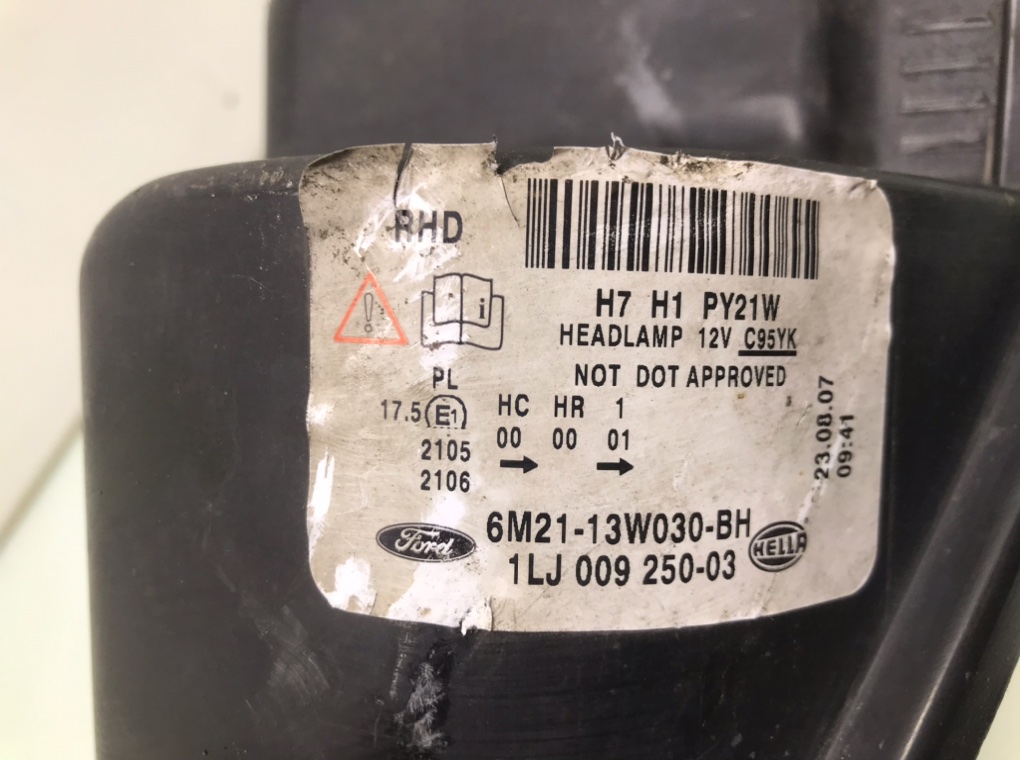 RHD
H7 H1 PY21W
HEADLAMP 12V C95YK
NOT DOT APPROVED
PL
17.5 E1 HC HR 1
2105 00 00 01
2106
23.08.07
09:41
Ford 6M21-13W030-BH HELLA
1LJ 009 250-03